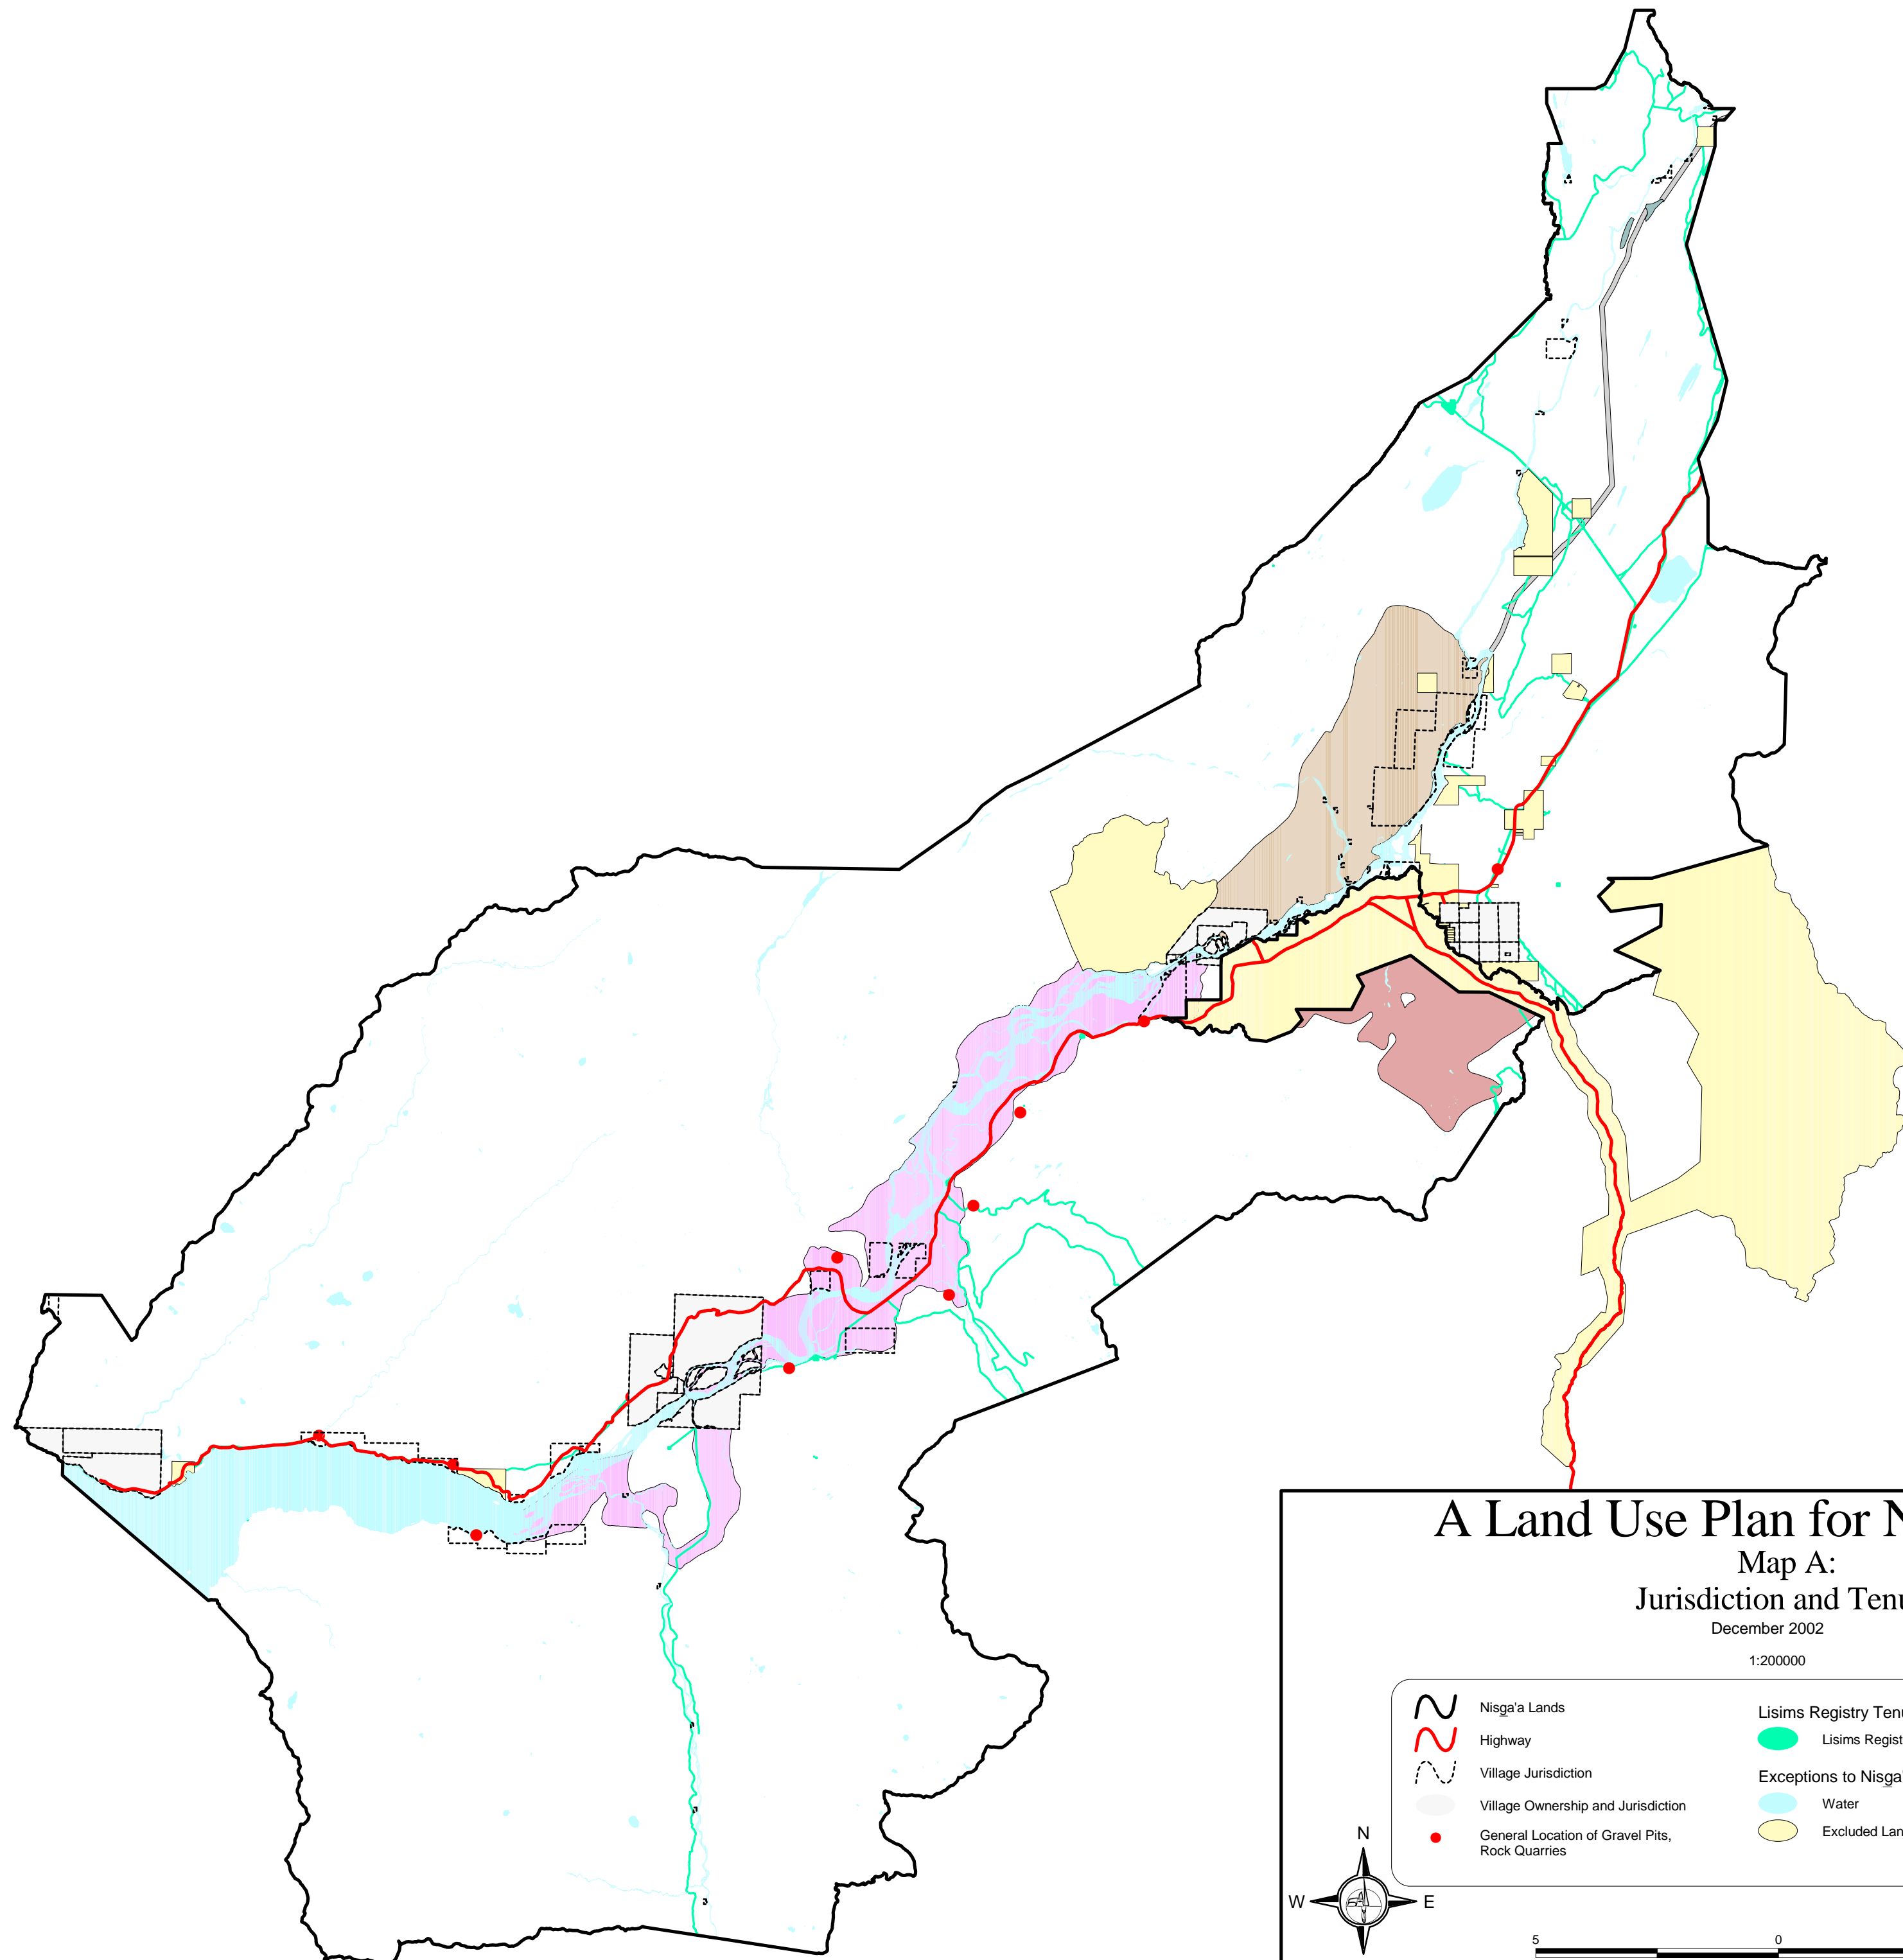 A Land Use Plan for N
Map A:
Jurisdiction and Tenu
December 2002
1:200000
Nisg̲a'a Lands
Highway
Village Jurisdiction
Village Ownership and Jurisdiction
General Location of Gravel Pits,
Rock Quarries
Lisims Registry Tenu
Lisims Regist
Exceptions to Nisg̲a'
Water
Excluded Lan
N
W
E
5
0